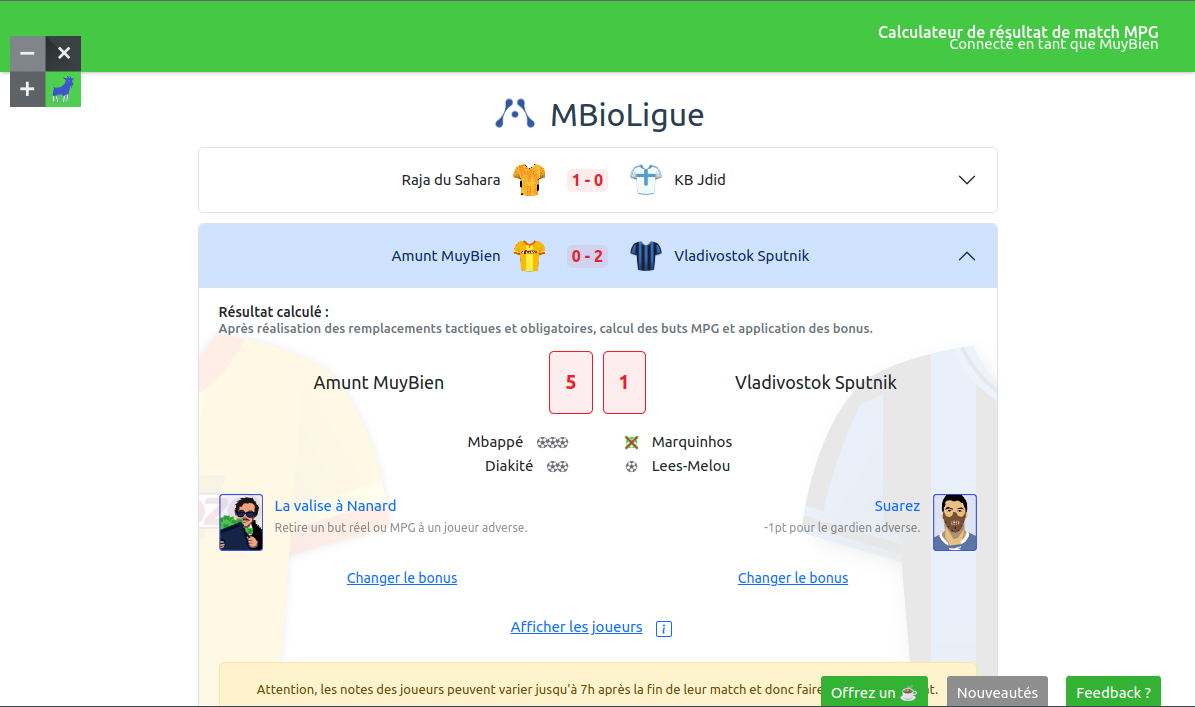 Calculateur de résultat de match MPG
Connecté en tant que MuyBien
MBioLigue
Raja du Sahara 1 - 0 KB Jdid
Amunt MuyBien 0 - 2 Vladivostok Sputnik
Résultat calculé :
Après réalisation des remplacements tactiques et obligatoires, calcul des buts MPG et application des bonus.
Amunt MuyBien 5 1 Vladivostok Sputnik
Mbappé Marquinhos
Diakité Lees-Melou
La valise à Nanard Suarez
Retire un but réel ou MPG à un joueur adverse. -1pt pour le gardien adverse.
Changer le bonus Changer le bonus
Afficher les joueurs i
Attention, les notes des joueurs peuvent varier jusqu'à 7h après la fin de leur match et donc faire t.
Offrez un ☕ Nouveautés Feedback ?